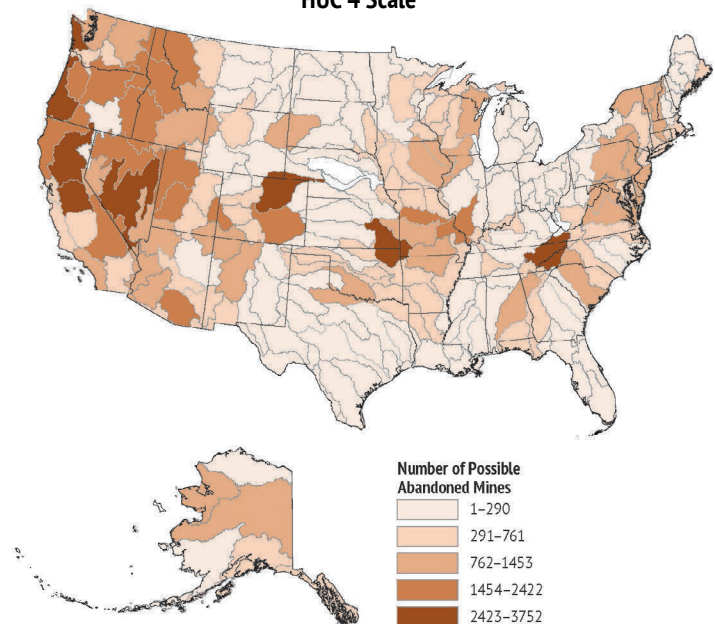 HUC 4 Scale
Number of Possible
Abandoned Mines
1–290
291–761
762–1453
1454–2422
2423–3752